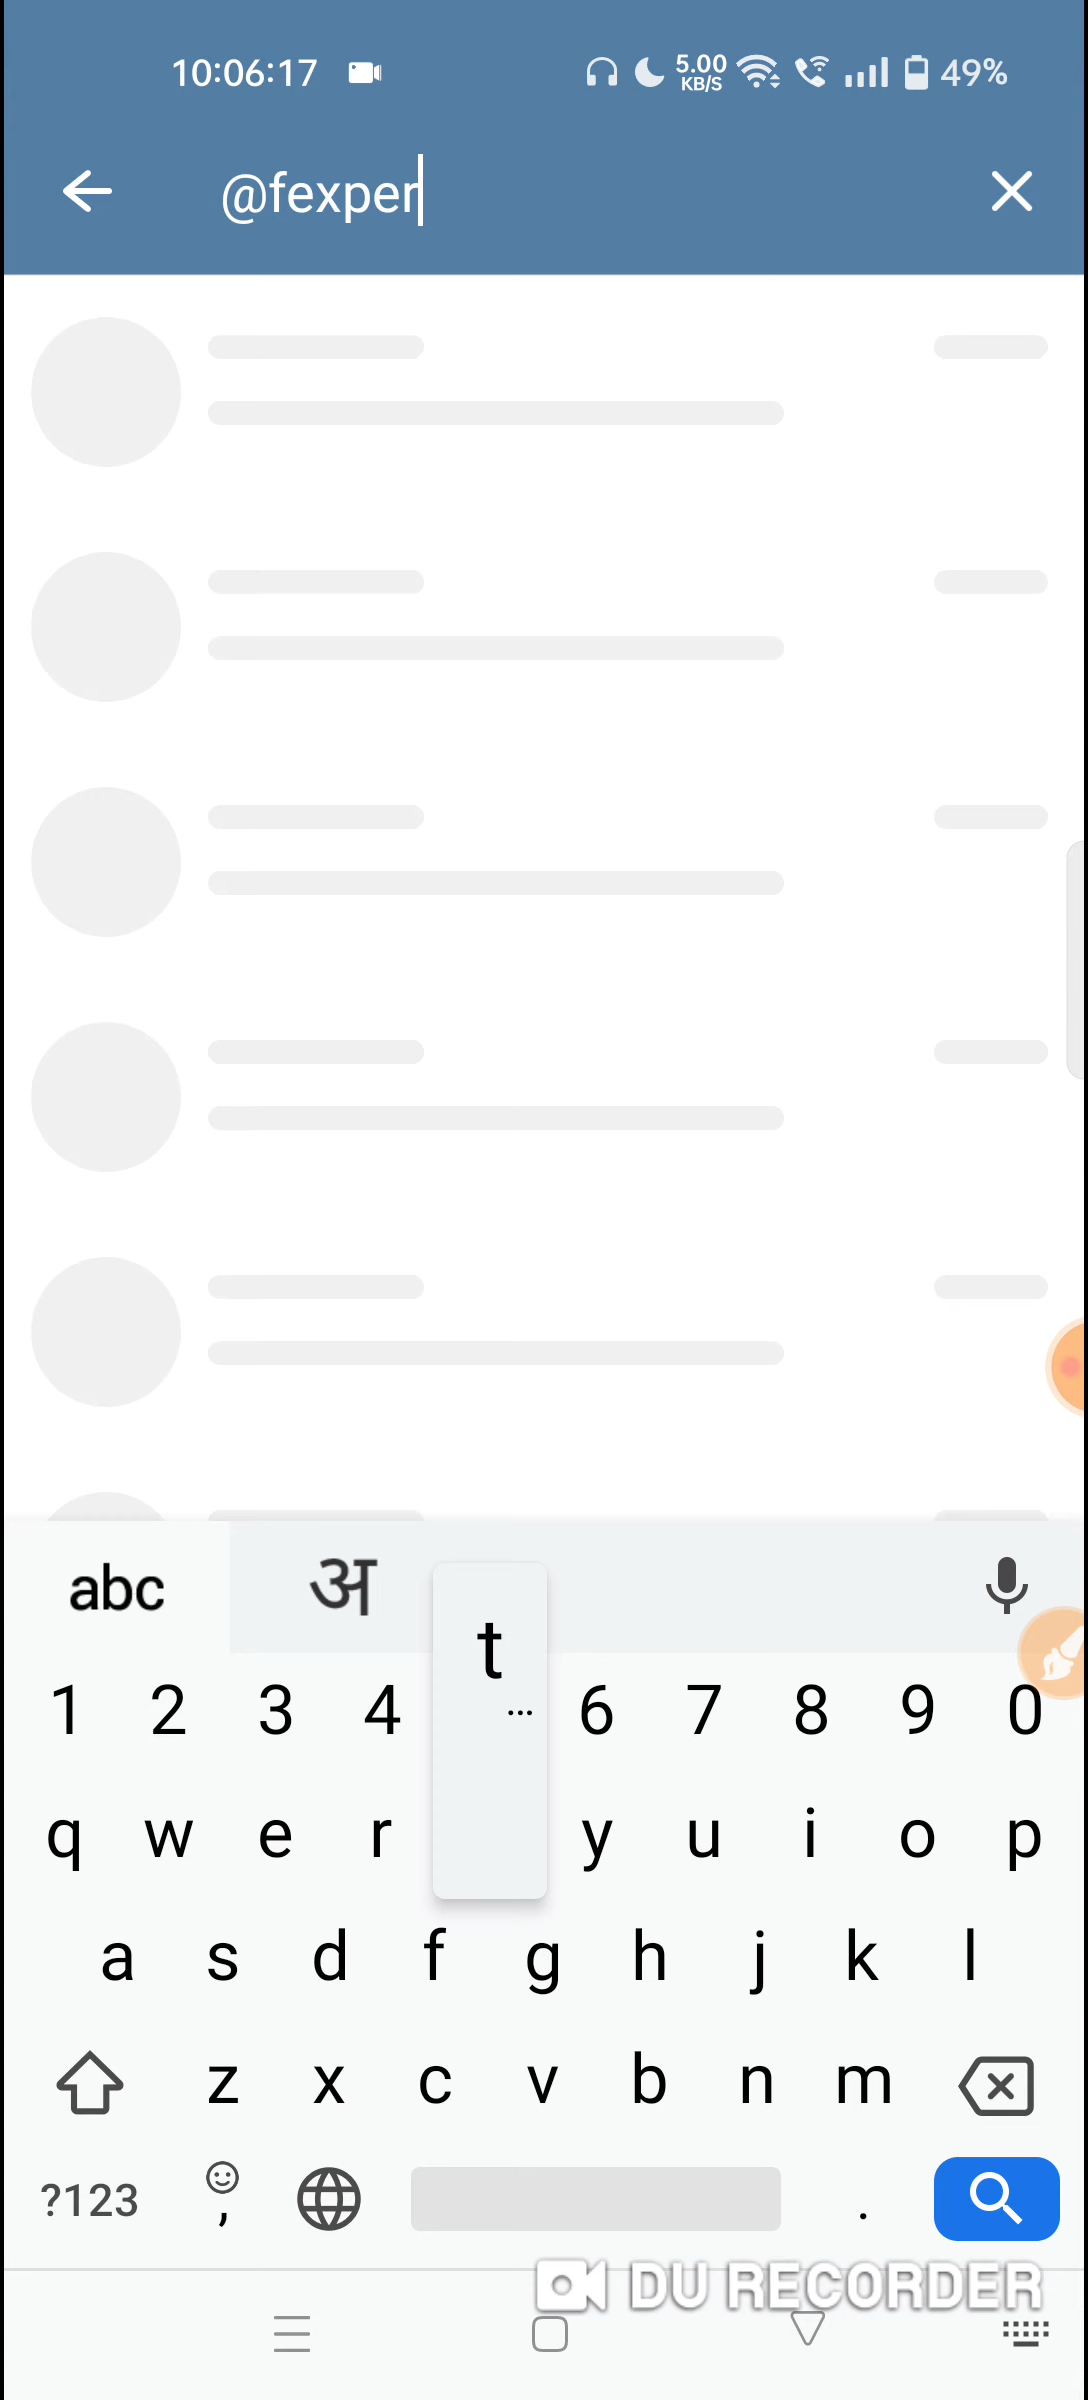 10:06:17 5.00 KB/S 49%
@fexper
abc अ
t
...
1 2 3 4 6 7 8 9 0
q w e r y u i o p
a s d f g h j k l
z x c v b n m
?123 , .
DU RECORDER